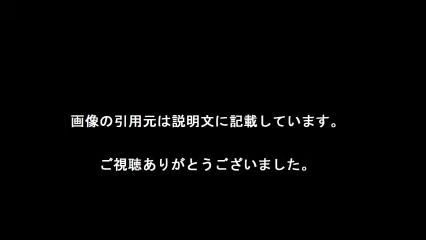 画像の引用元は説明文に記載しています。
ご視聴ありがとうございました。